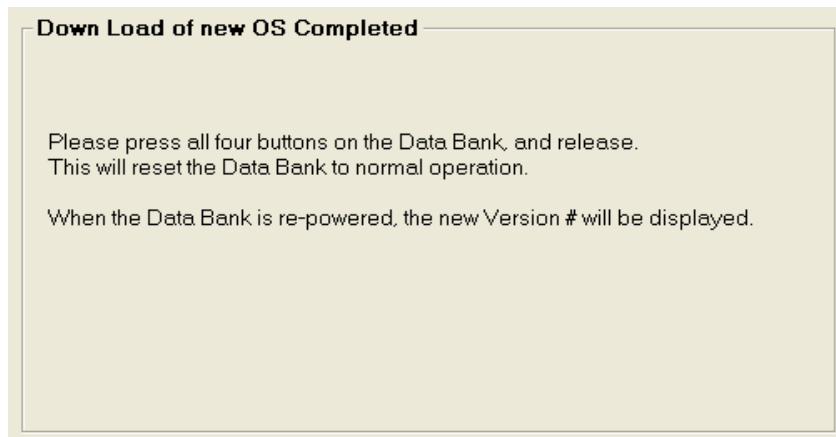 Down Load of new OS Completed
Please press all four buttons on the Data Bank, and release.
This will reset the Data Bank to normal operation.
When the Data Bank is re-powered, the new Version # will be displayed.